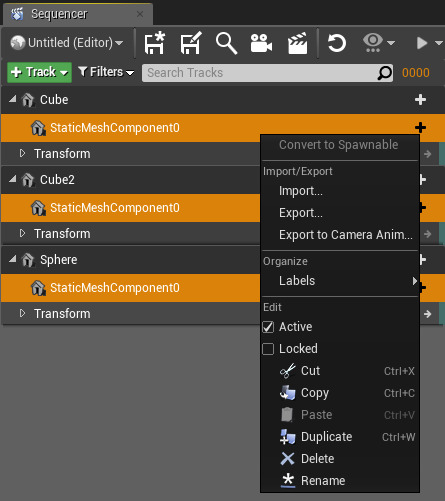 Sequencer
Untitled (Editor)
Track Filters Search Tracks 0000
Cube
StaticMeshComponent0
Transform
Cube2
StaticMeshComponent0
Transform
Sphere
StaticMeshComponent0
Transform
Convert to Spawnable
Import/Export
Import...
Export...
Export to Camera Anim...
Organize
Labels
Edit
Active
Locked
Cut Ctrl+X
Copy Ctrl+C
Paste Ctrl+V
Duplicate Ctrl+W
Delete
Rename